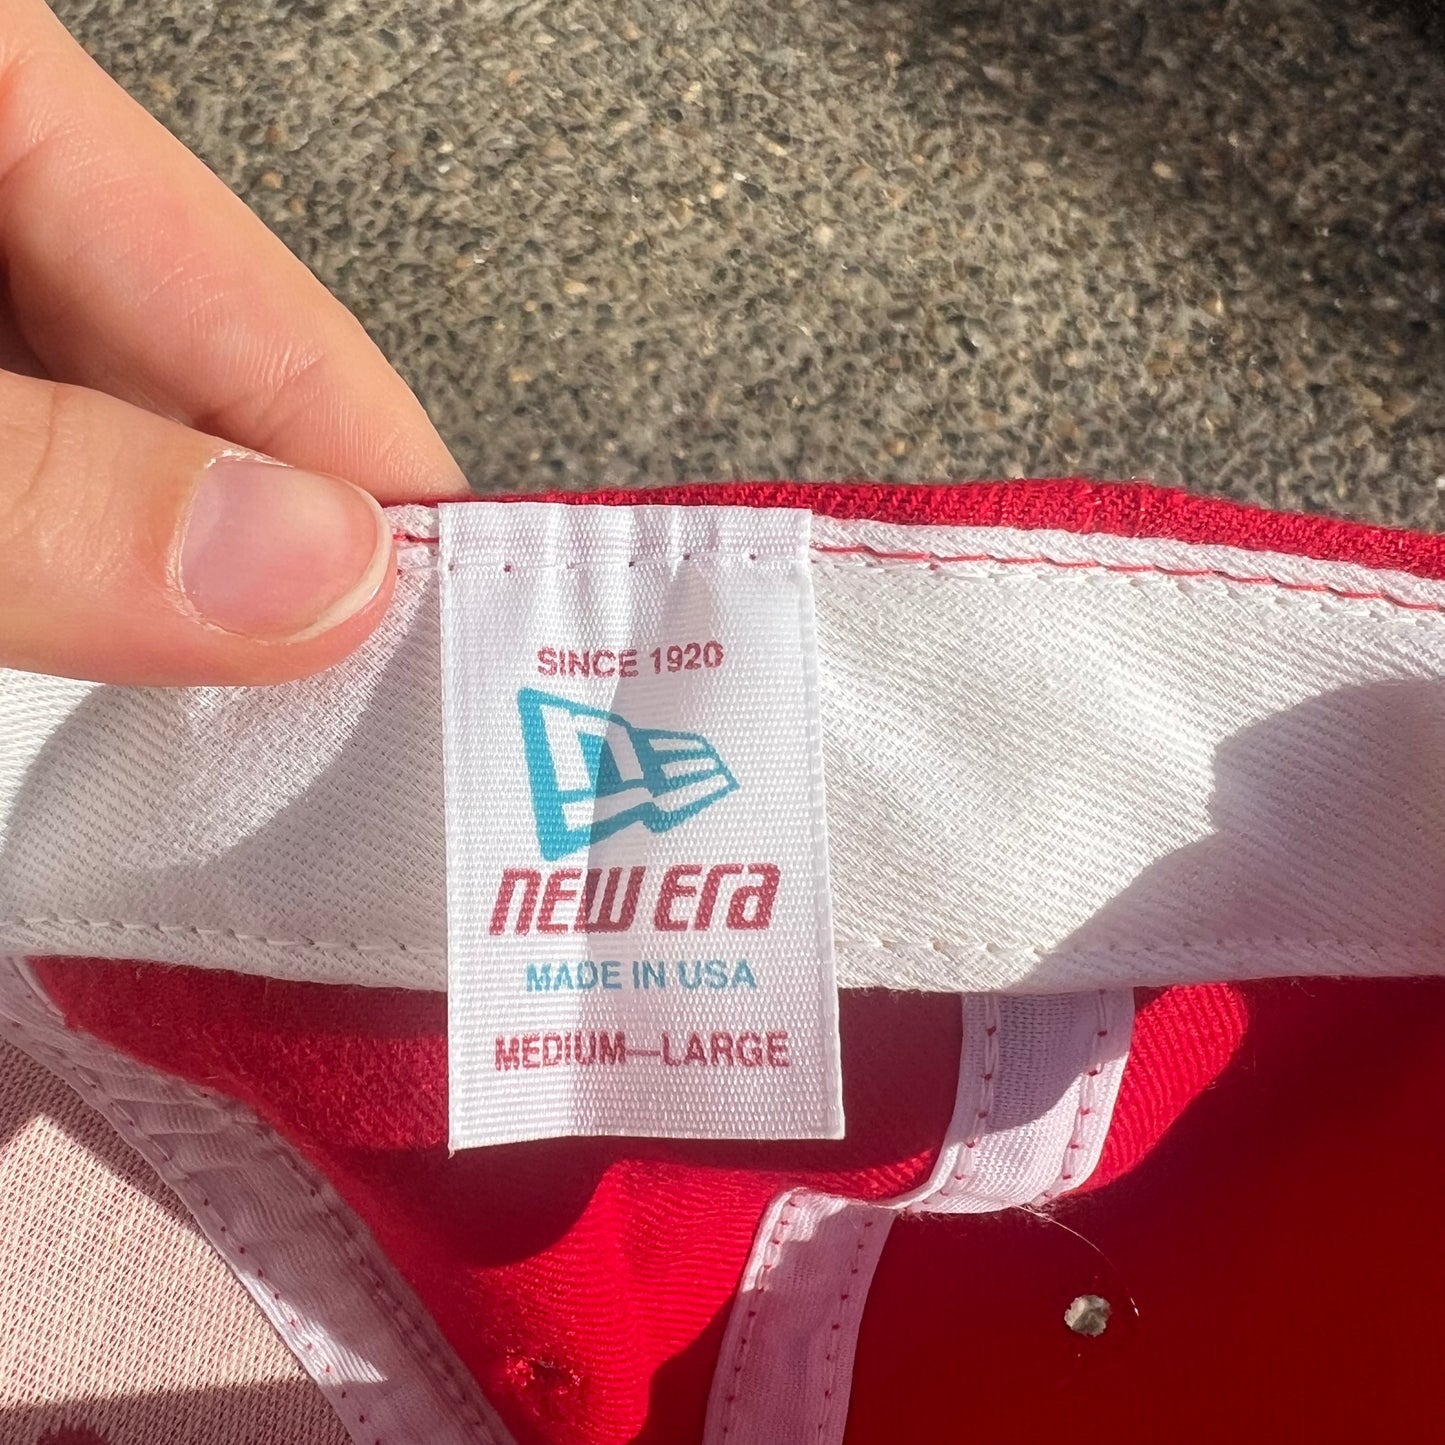 SINCE 1920
new era
MADE IN USA
MEDIUM—LARGE